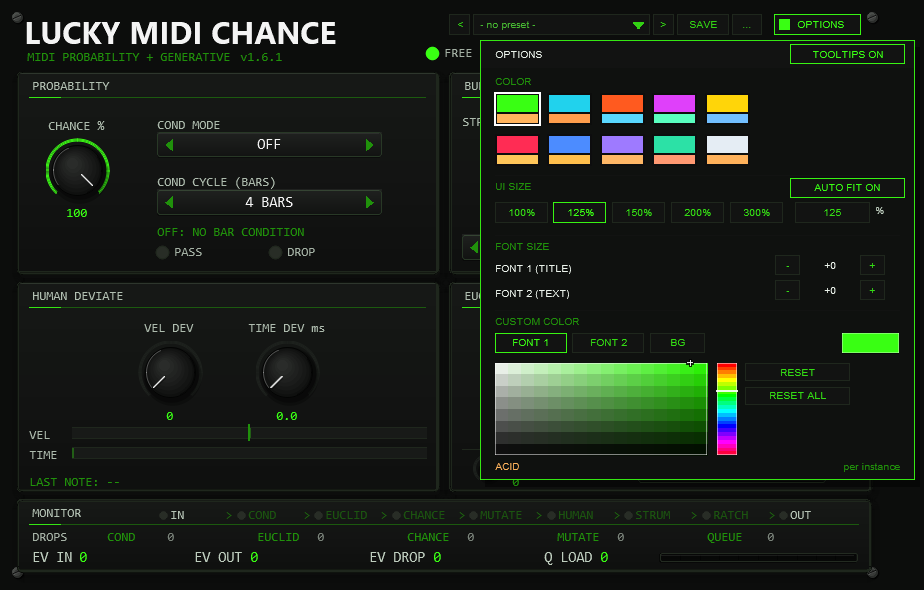 LUCKY MIDI CHANCE
MIDI PROBABILITY + GENERATIVE v1.6.1
< - no preset - > SAVE ... OPTIONS
FREE
PROBABILITY
CHANCE %
100
COND MODE
OFF
COND CYCLE (BARS)
4 BARS
OFF: NO BAR CONDITION
PASS DROP
BU
STR
HUMAN DEVIATE
VEL DEV TIME DEV ms
0 0.0
VEL
TIME
LAST NOTE: --
EU
0
OPTIONS TOOLTIPS ON
COLOR
UI SIZE AUTO FIT ON
100% 125% 150% 200% 300% 125 %
FONT SIZE
FONT 1 (TITLE) - +0 +
FONT 2 (TEXT) - +0 +
CUSTOM COLOR
FONT 1 FONT 2 BG
RESET
RESET ALL
ACID per instance
MONITOR IN > COND > EUCLID > CHANCE > MUTATE > HUMAN > STRUM > RATCH > OUT
DROPS COND 0 EUCLID 0 CHANCE 0 MUTATE 0 QUEUE 0
EV IN 0 EV OUT 0 EV DROP 0 Q LOAD 0